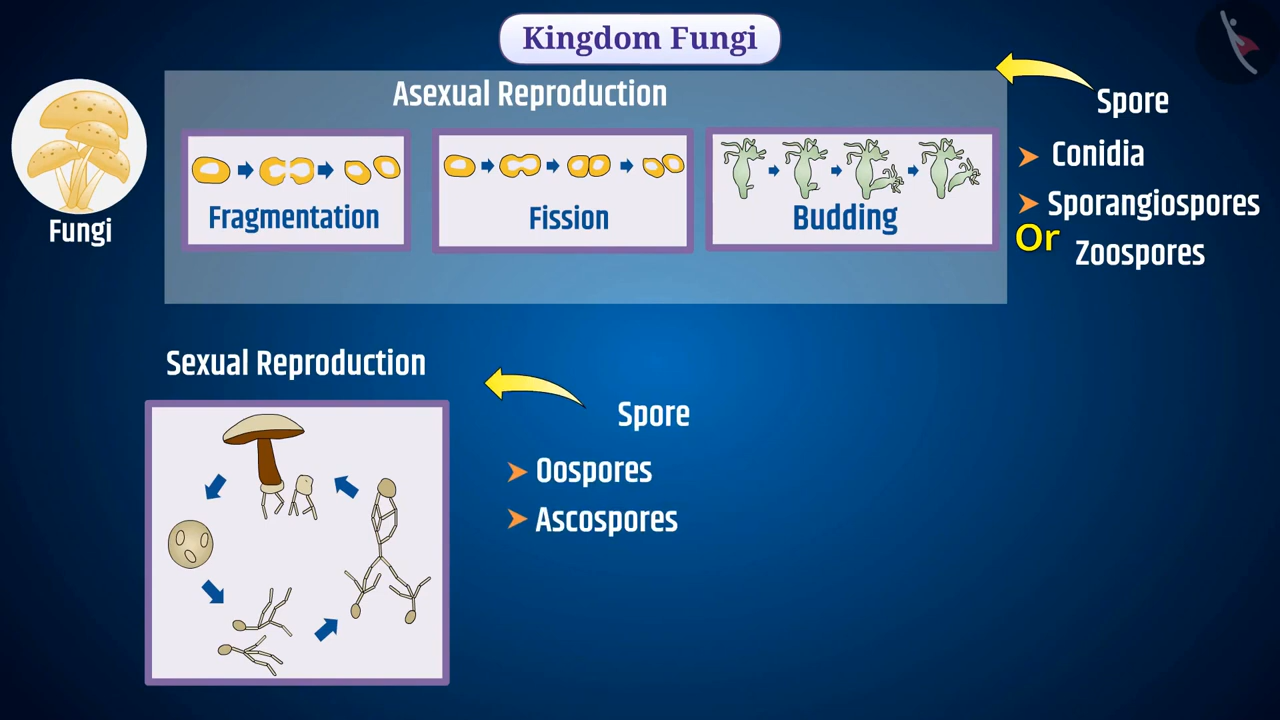 Kingdom Fungi
Asexual Reproduction
Fragmentation
Fission
Budding
Fungi
Spore
Conidia
Sporangiospores
Or
Zoospores
Sexual Reproduction
Spore
Oospores
Ascospores